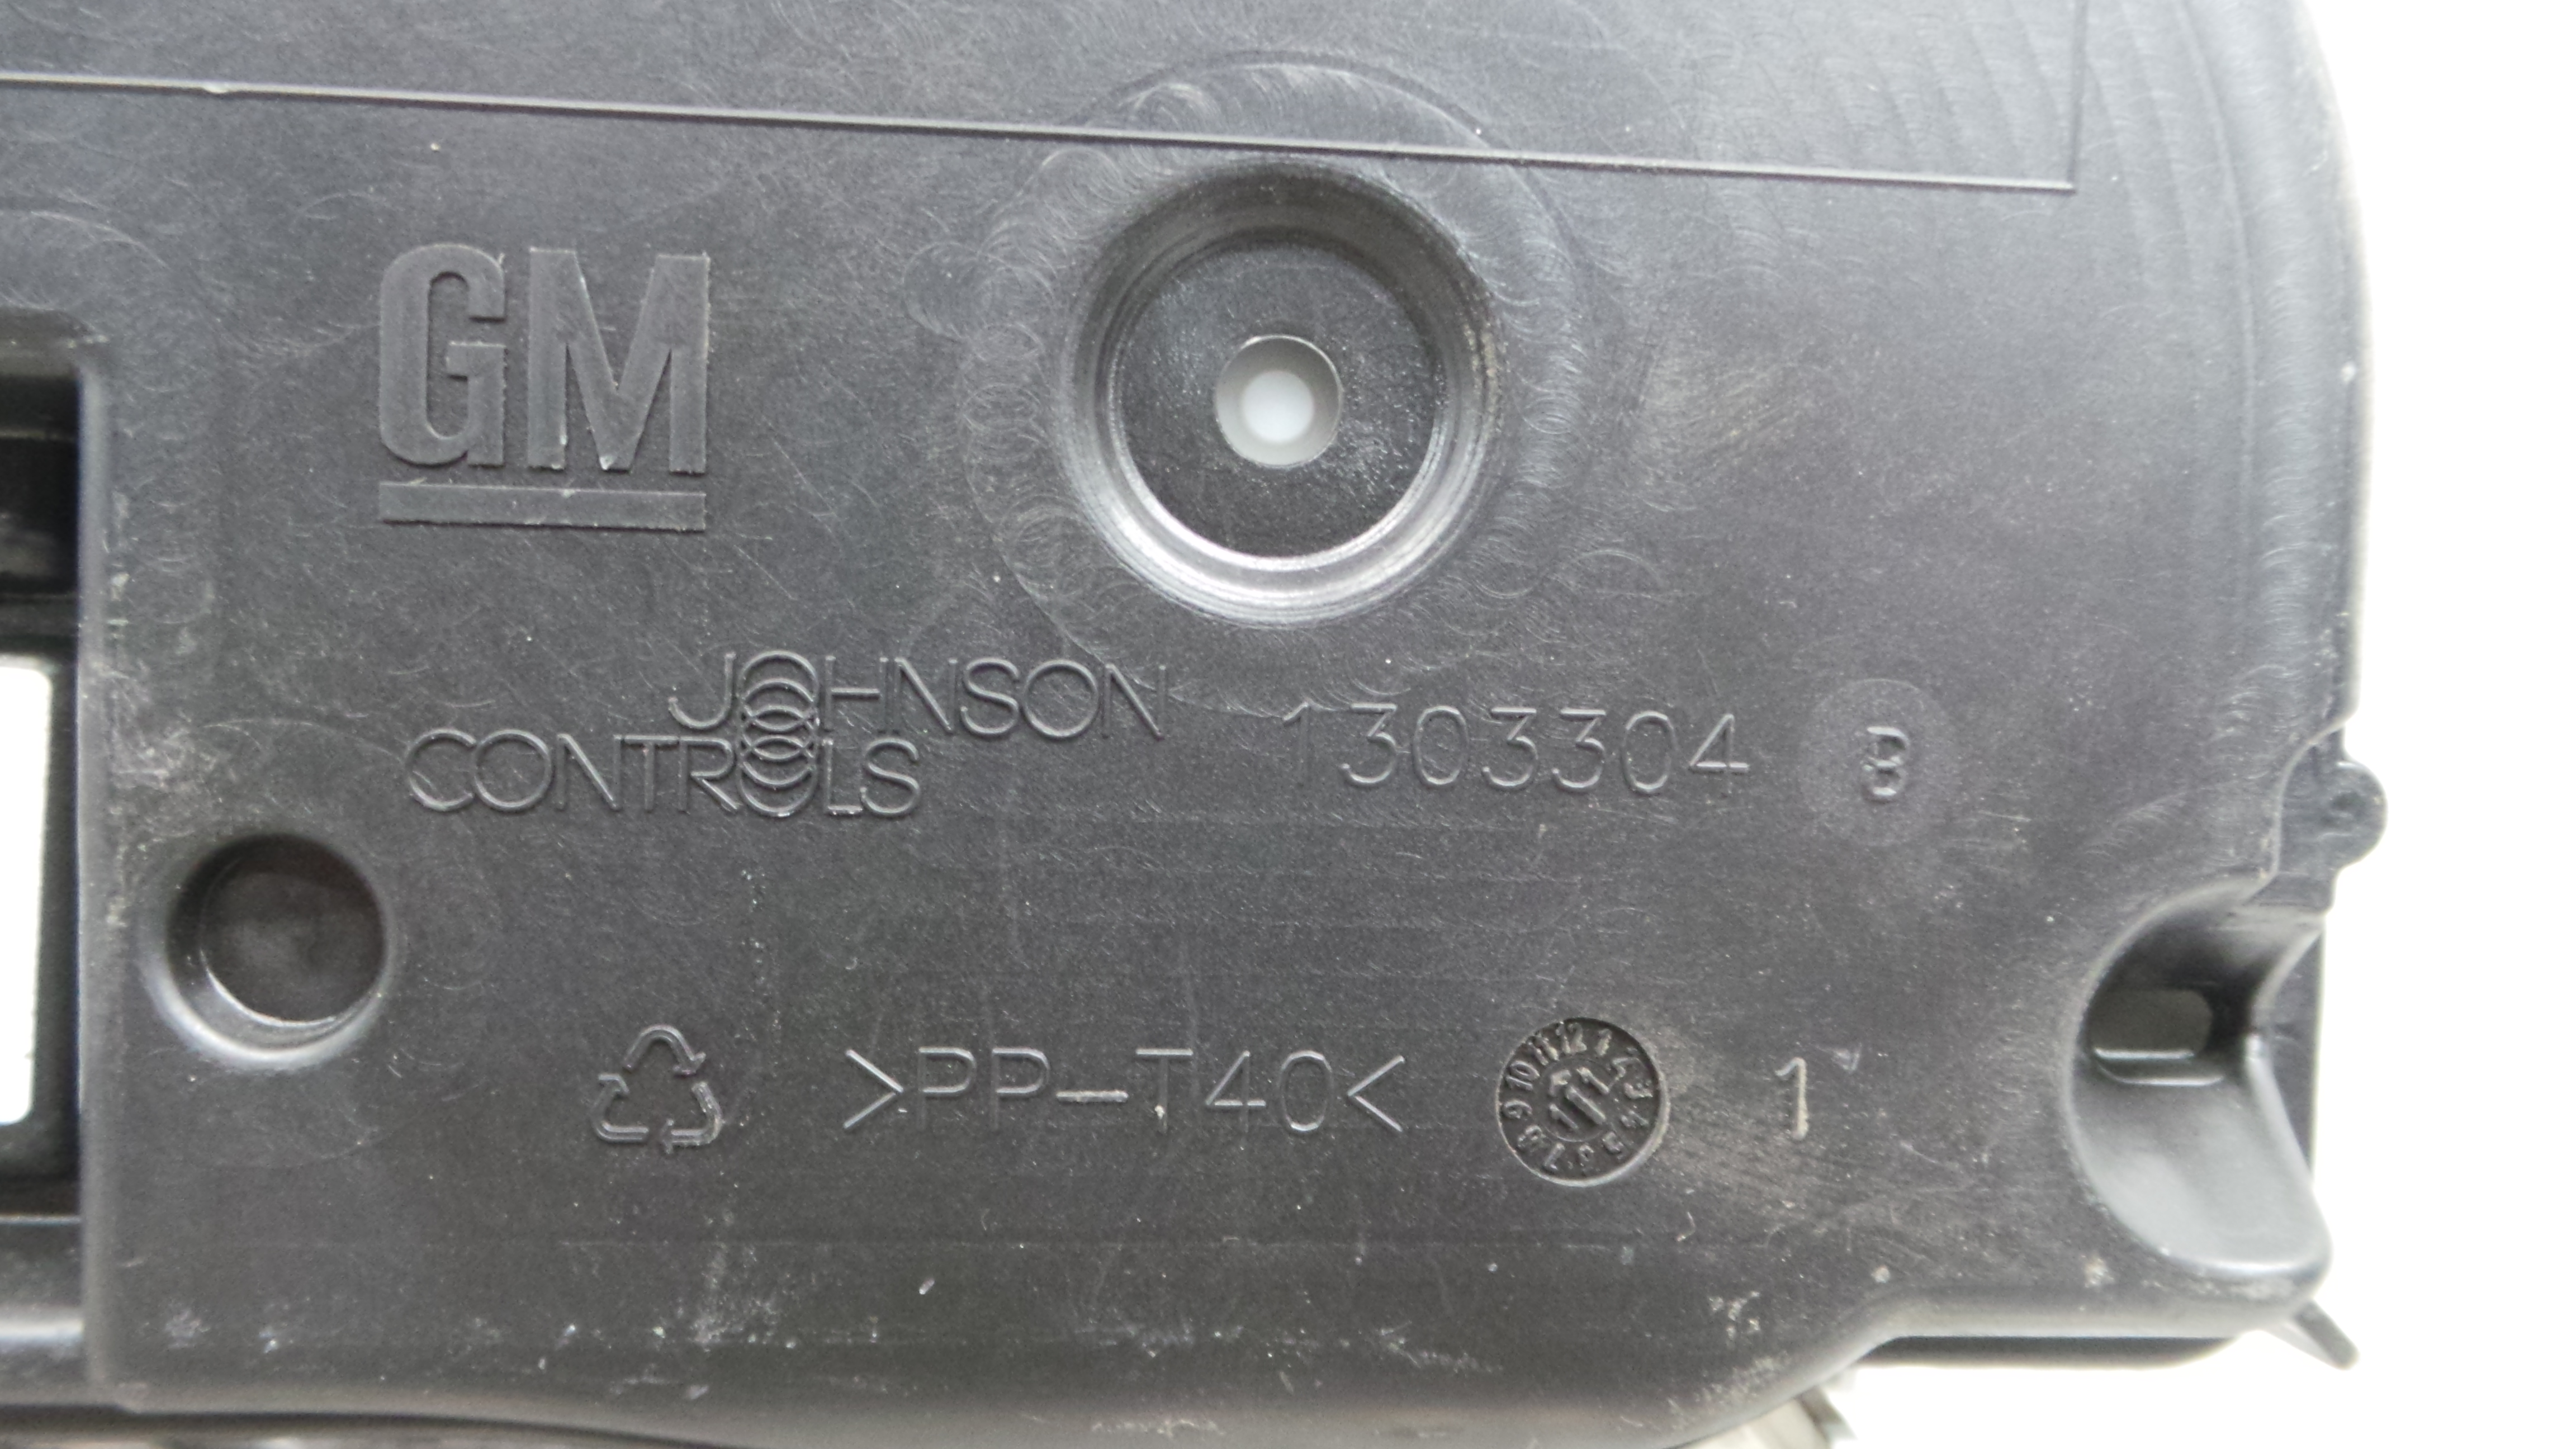 GM
JOHNSON
CONTROLS
1303304 B
>PP-T40< 1